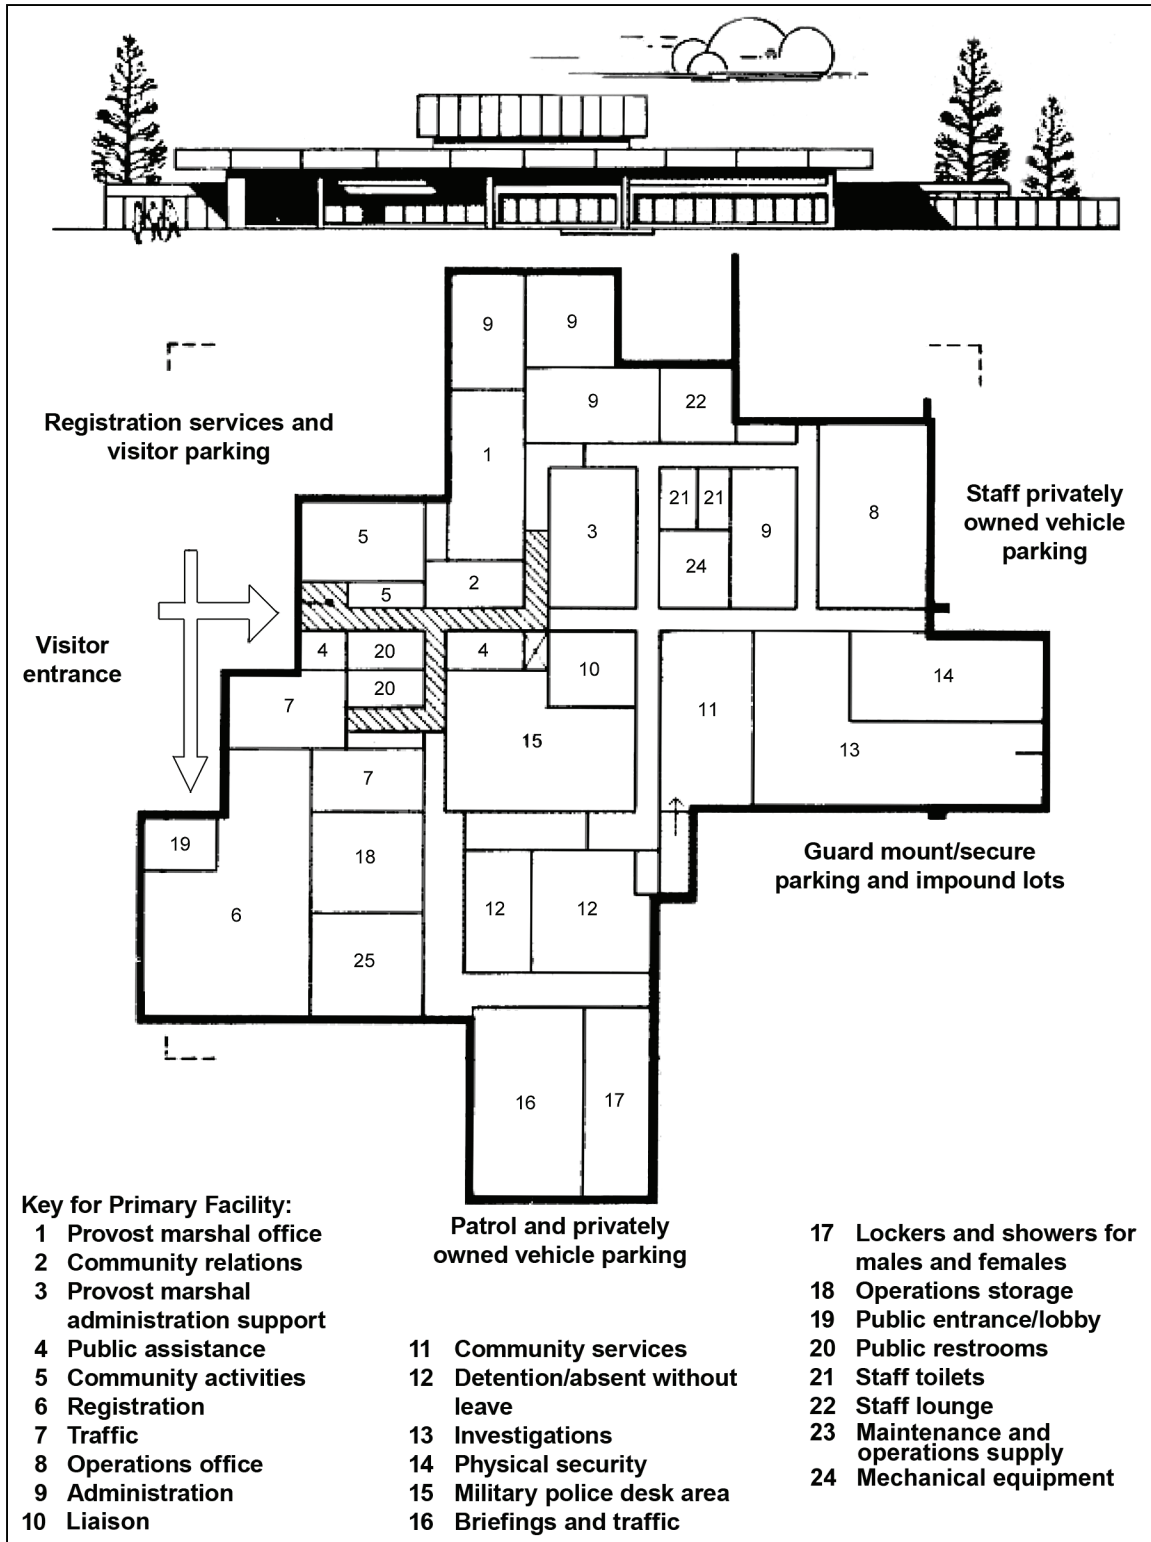 9
9
9
22
Registration services and
visitor parking
1
21
21
Staff privately
owned vehicle
parking
8
3
9
5
24
2
5
Visitor
entrance
4
20
4
10
14
20
7
11
15
13
7
19
Guard mount/secure
parking and impound lots
18
12
12
6
25
16
17
Key for Primary Facility:
1 Provost marshal office
2 Community relations
3 Provost marshal
administration support
4 Public assistance
5 Community activities
6 Registration
7 Traffic
8 Operations office
9 Administration
10 Liaison
Patrol and privately
owned vehicle parking
11 Community services
12 Detention/absent without
leave
13 Investigations
14 Physical security
15 Military police desk area
16 Briefings and traffic
17 Lockers and showers for
males and females
18 Operations storage
19 Public entrance/lobby
20 Public restrooms
21 Staff toilets
22 Staff lounge
23 Maintenance and
operations supply
24 Mechanical equipment